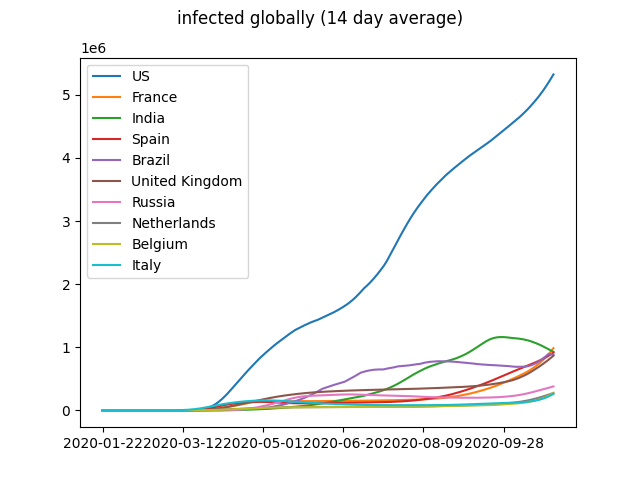 infected globally (14 day average)
1e6
US
France
India
Spain
Brazil
United Kingdom
Russia
Netherlands
Belgium
Italy
5
4
3
2
1
0
2020-01-22 2020-03-12 2020-05-01 2020-06-20 2020-08-09 2020-09-28